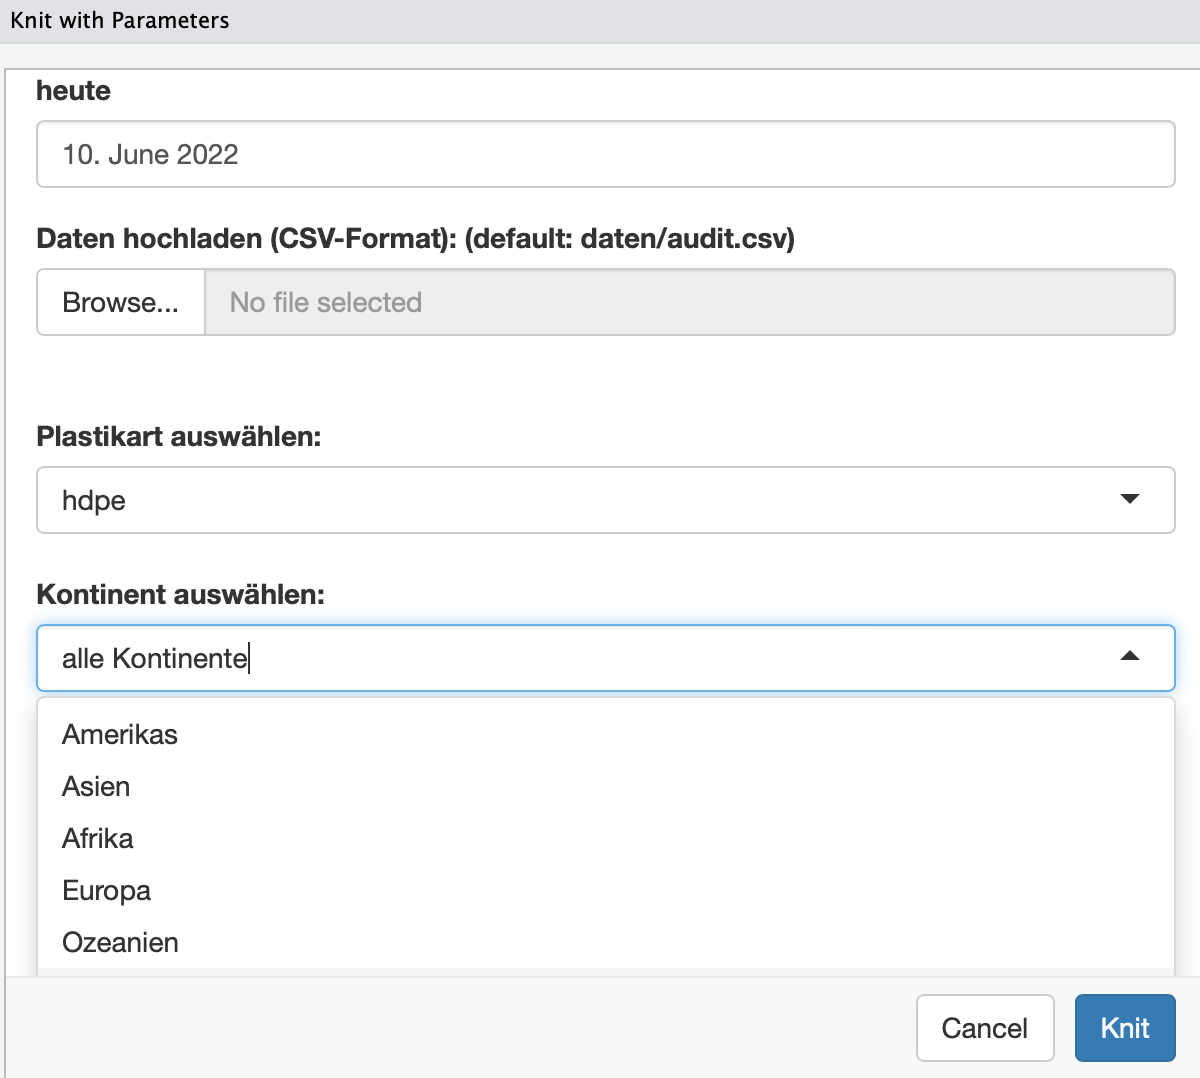 Knit with Parameters
heute
10. June 2022
Daten hochladen (CSV-Format): (default: daten/audit.csv)
Browse... No file selected
Plastikart auswählen:
hdpe
Kontinent auswählen:
alle Kontinente
Amerikas
Asien
Afrika
Europa
Ozeanien
Cancel Knit